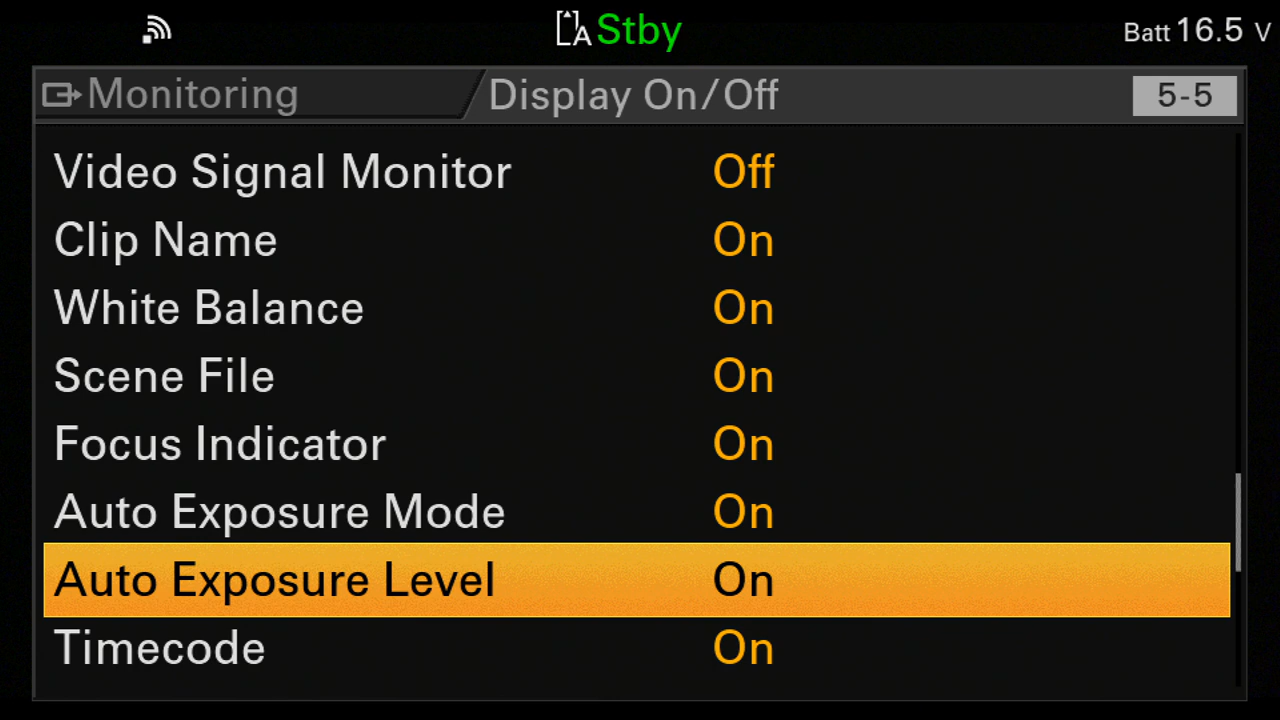 A Stby
Batt 16.5 V
Monitoring Display On/Off 5-5
Video Signal Monitor Off
Clip Name On
White Balance On
Scene File On
Focus Indicator On
Auto Exposure Mode On
Auto Exposure Level On
Timecode On